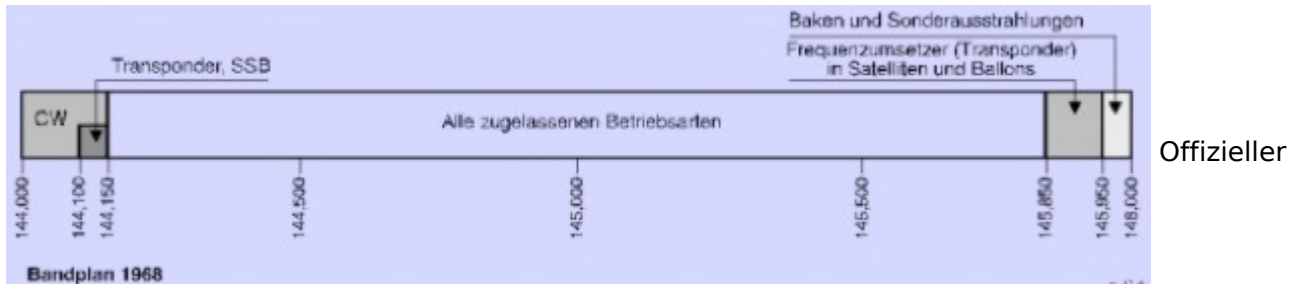 Baken und Sonderausstrahlungen
Transponder, SSB
Frequenzumsetzer (Transponder)
in Satelliten und Ballons
CW
Alle zugelassenen Betriebsarten
Offizieller
144,000
144,100
144,150
144,500
145,000
145,500
145,850
145,950
146,000
Bandplan 1968